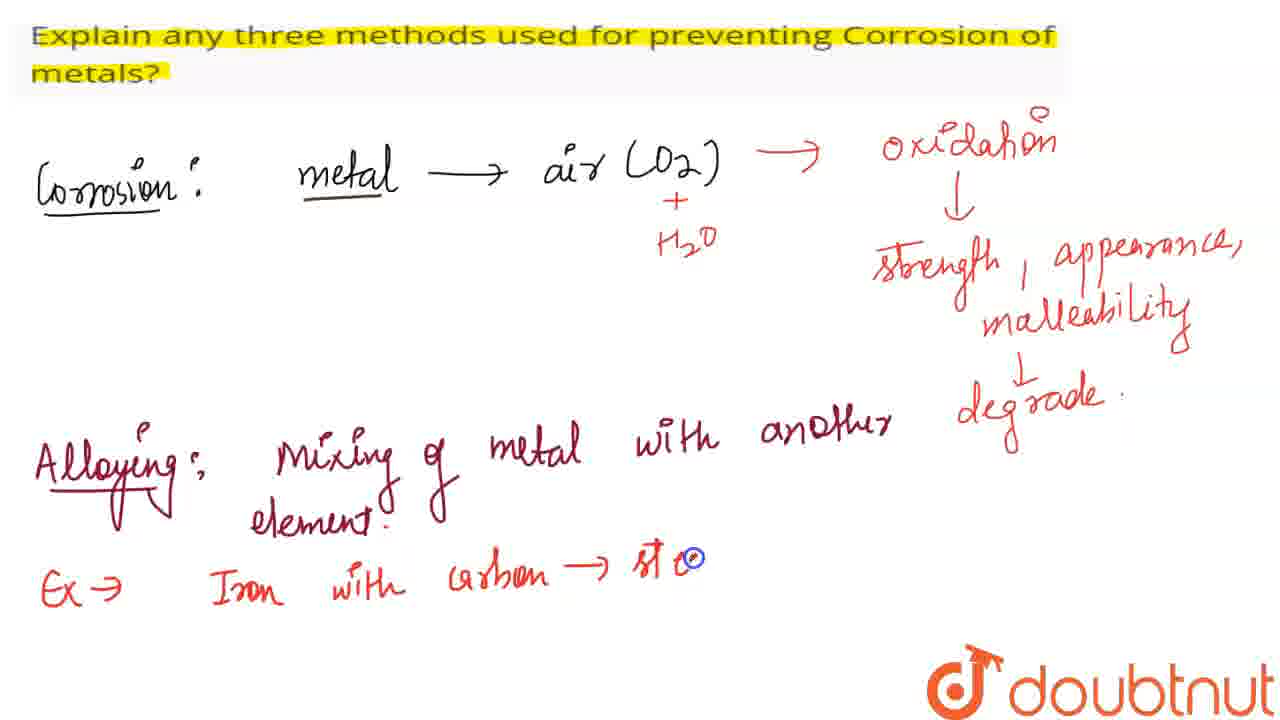 Explain any three methods used for preventing Corrosion of
metals?
Corrosion: metal → air (O2) → oxidation
+
H2O
↓
strength, appearance,
malleability
↓
degrade.
Alloying: Mixing of metal with another
element.
Ex → Iron with carbon → ste
doubtnut